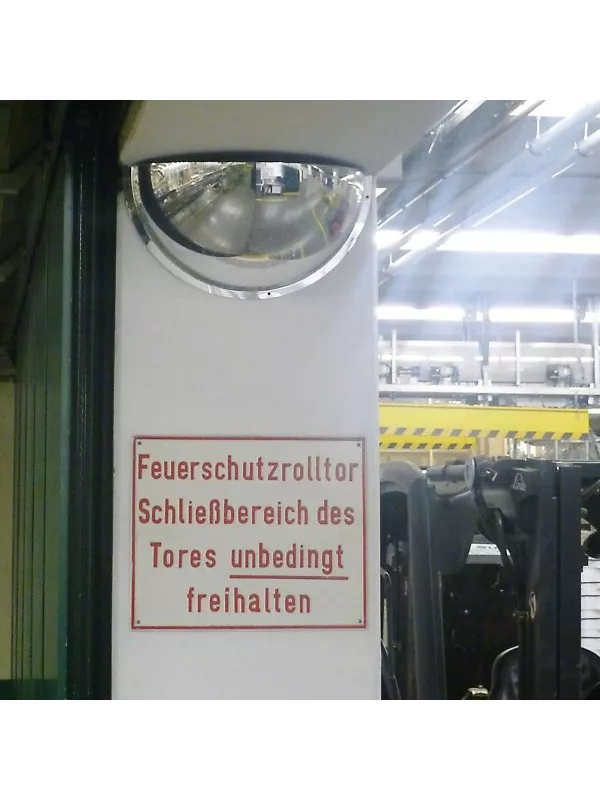 Feuerschutzrolltor
Schließbereich des
Tores unbedingt
freihalten